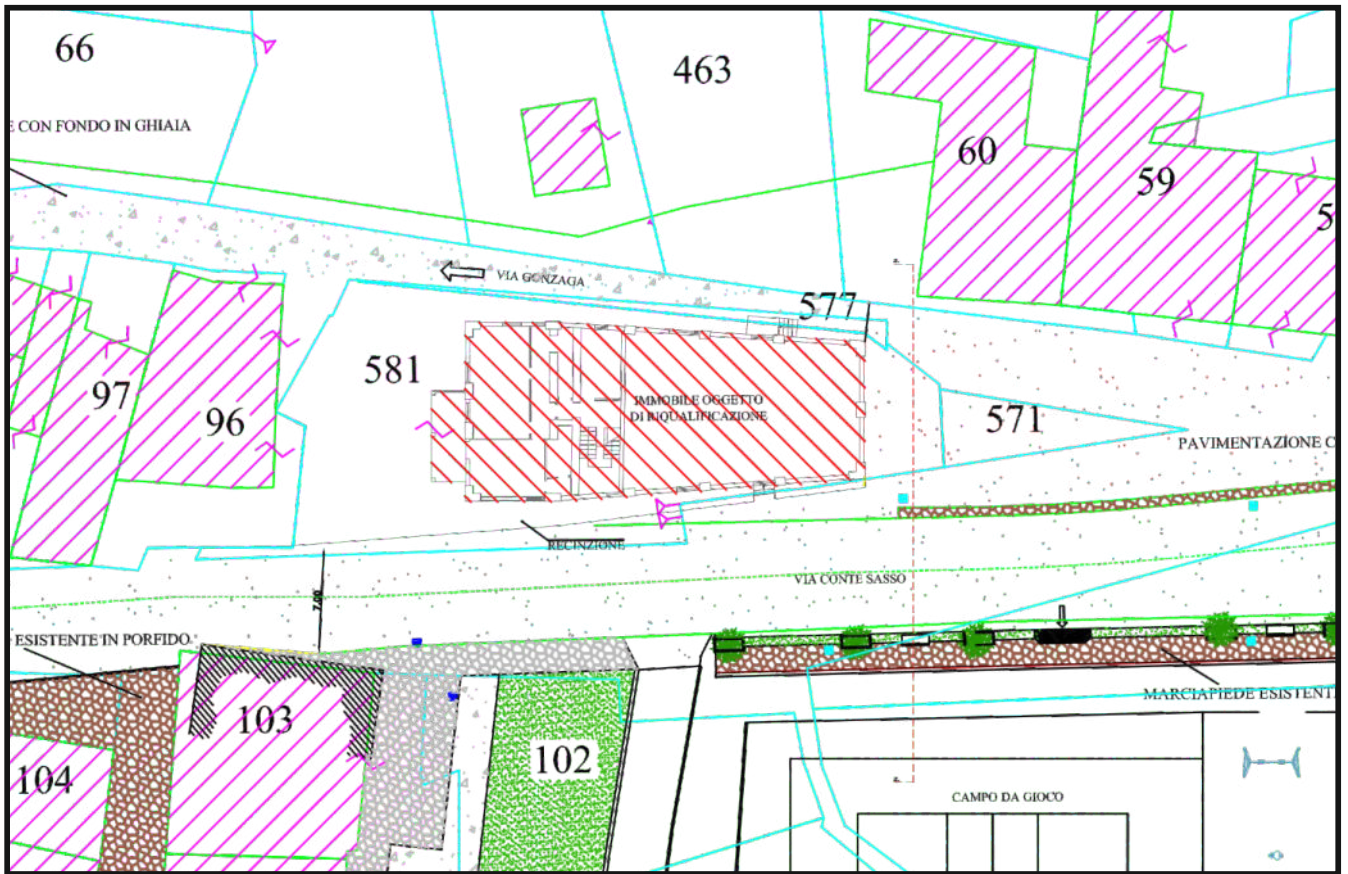 66
463
E CON FONDO IN GHIAIA
60
59
5
VIA GONZAGA
577
581
IMMOBILE OGGETTO
DI RIQUALIFICAZIONE
97
96
571
PAVIMENTAZIONE C
RECINZIONE
VIA CONTE SASSO
7.00
ESISTENTE IN PORFIDO
MARCIAPIEDE ESISTENT
103
102
104
CAMPO DA GIOCO